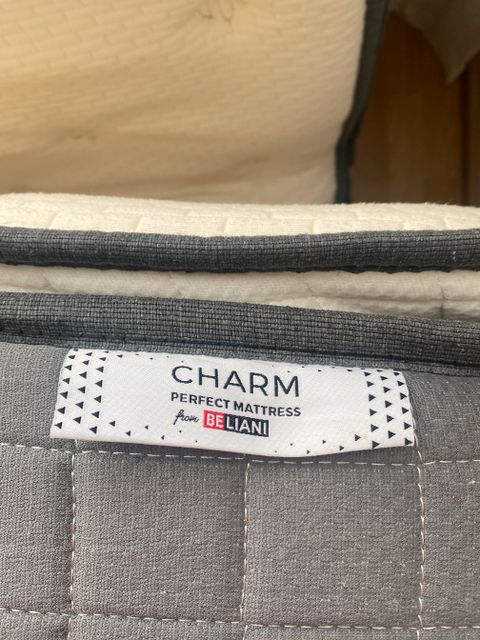 CHARM
PERFECT MATTRESS
from BELIANI